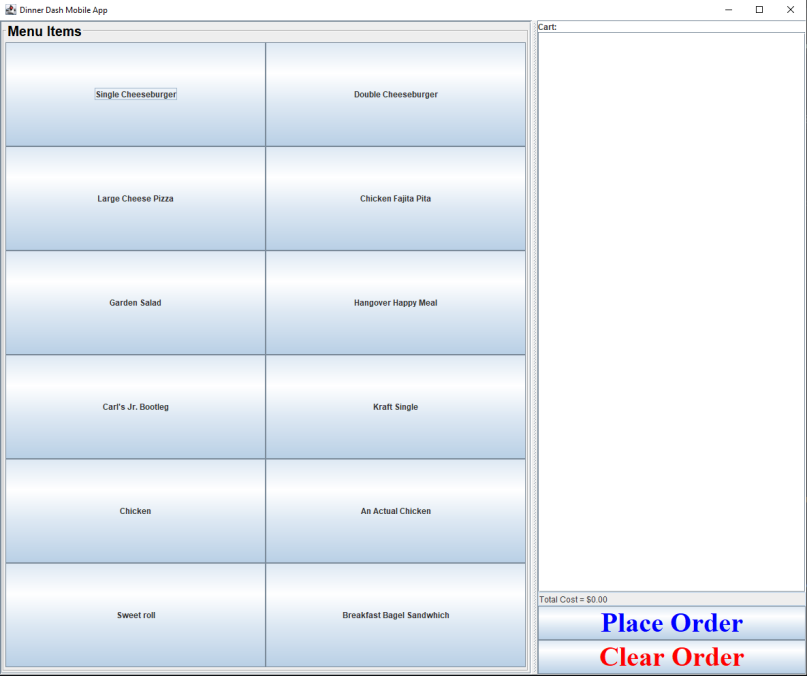 Dinner Dash Mobile App
Menu Items
Cart:
Single Cheeseburger
Double Cheeseburger
Large Cheese Pizza
Chicken Fajita Pita
Garden Salad
Hangover Happy Meal
Carl's Jr. Bootleg
Kraft Single
Chicken
An Actual Chicken
Sweet roll
Breakfast Bagel Sandwhich
Total Cost = $0.00
Place Order
Clear Order